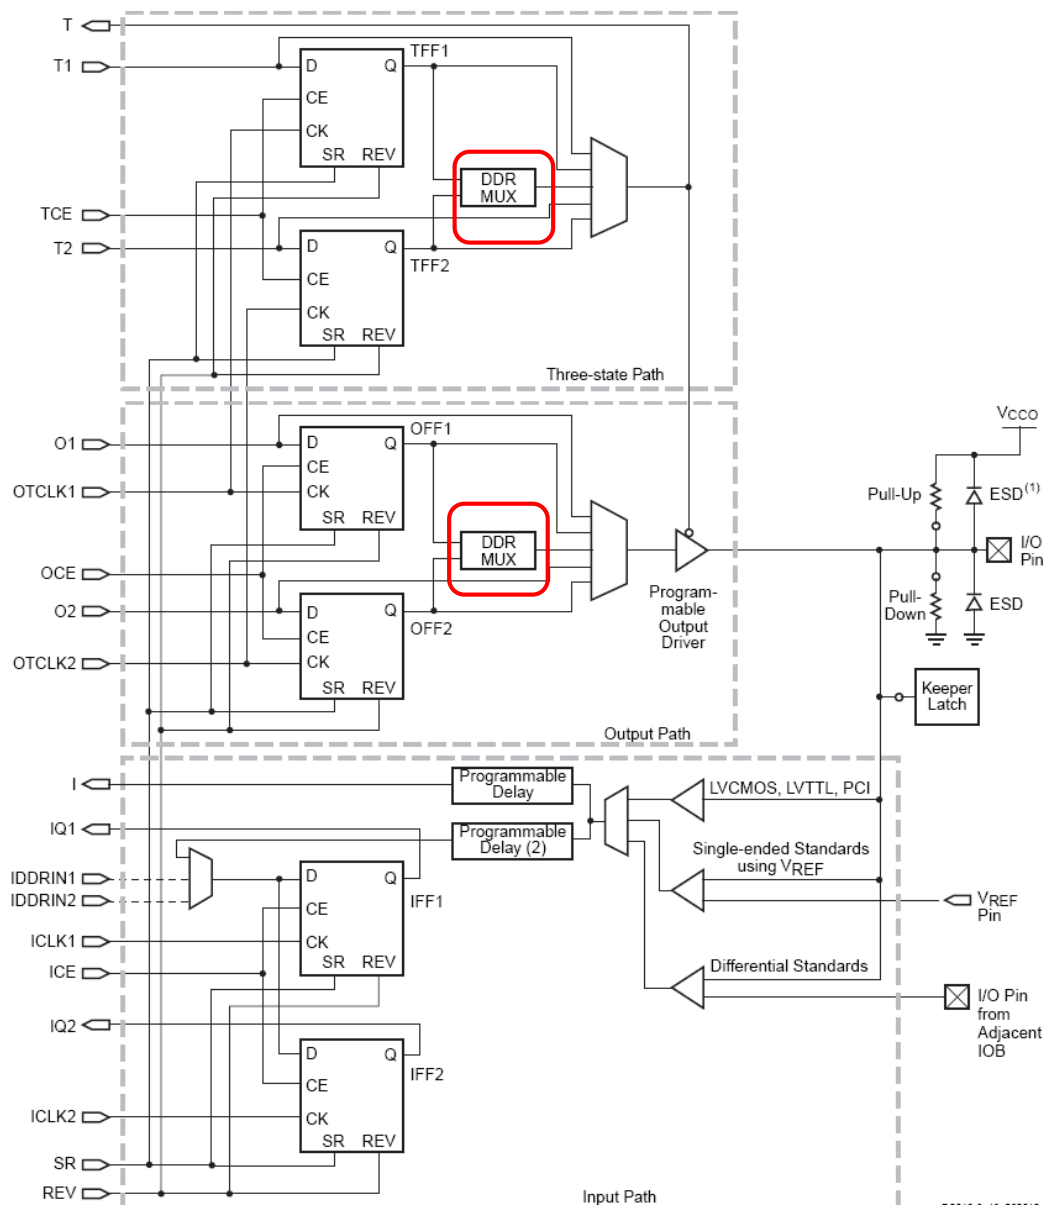 T
T1
D
Q
TFF1
CE
CK
SR REV
DDR
MUX
TCE
T2
D
Q
TFF2
CE
CK
SR REV
Three-state Path
O1
D
Q
OFF1
CE
OTCLK1
CK
SR REV
DDR
MUX
OCE
O2
D
Q
OFF2
CE
OTCLK2
CK
SR REV
Program-
mable
Output
Driver
VCCO
Pull-Up
ESD(1)
I/O
Pin
Pull-
Down
ESD
Keeper
Latch
Output Path
I
Programmable
Delay
LVCMOS, LVTTL, PCI
IQ1
Programmable
Delay (2)
Single-ended Standards
using VREF
IDDRIN1
IDDRIN2
D
Q
IFF1
CE
VREF
Pin
ICLK1
CK
ICE
SR REV
Differential Standards
I/O Pin
from
Adjacent
IOB
IQ2
D
Q
IFF2
CE
ICLK2
CK
SR REV
SR
REV
Input Path